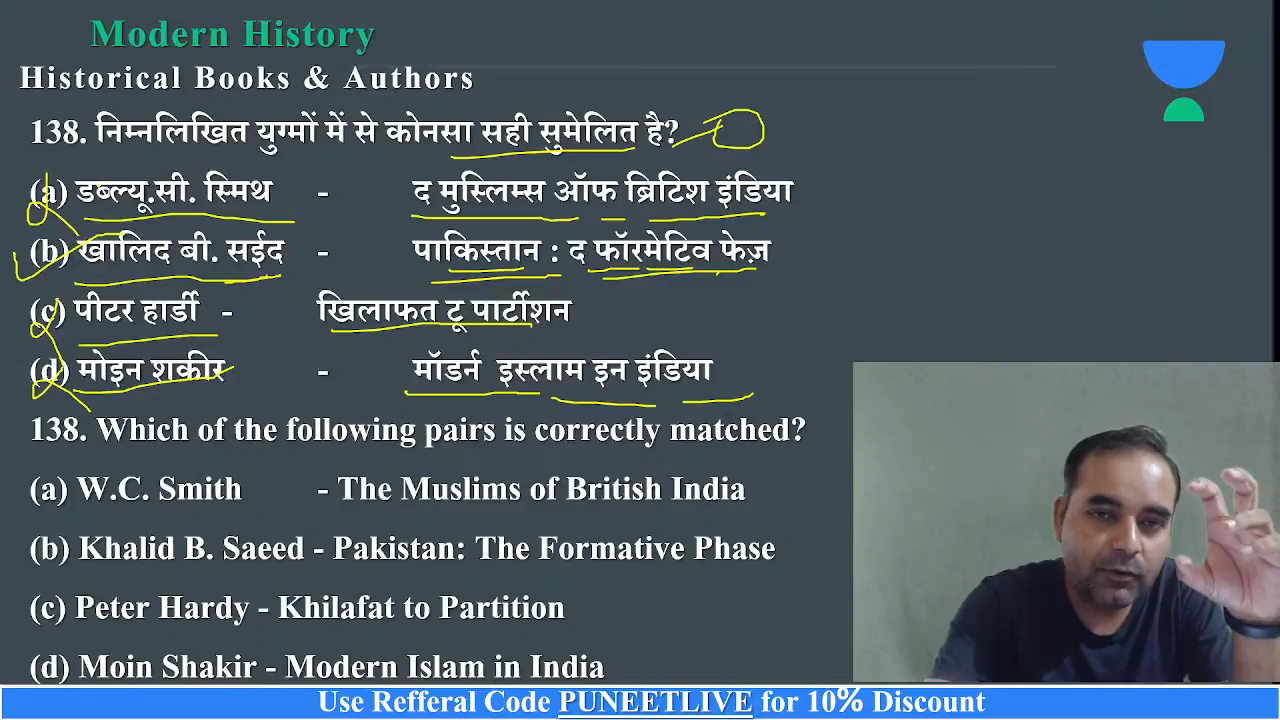 Modern History
Historical Books & Authors
138. निम्नलिखित युग्मों में से कोनसा सही सुमेलित है?
(a) डब्ल्यू.सी. स्मिथ - द मुस्लिम्स ऑफ ब्रिटिश इंडिया
(b) खालिद बी. सईद - पाकिस्तान : द फॉरमेटिव फेज़
(c) पीटर हार्डी - खिलाफत टू पार्टीशन
(d) मोइन शकीर - मॉडर्न इस्लाम इन इंडिया
138. Which of the following pairs is correctly matched?
(a) W.C. Smith - The Muslims of British India
(b) Khalid B. Saeed - Pakistan: The Formative Phase
(c) Peter Hardy - Khilafat to Partition
(d) Moin Shakir - Modern Islam in India
Use Refferal Code PUNEETLIVE for 10% Discount